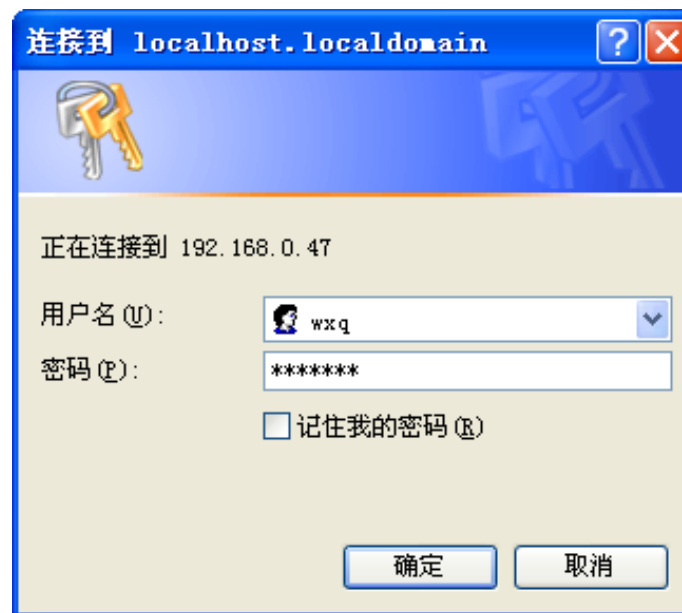 连接到 localhost.localdomain
正在连接到 192.168.0.47
用户名(U):
wxq
密码(P):
*******
记住我的密码(R)
确定 取消